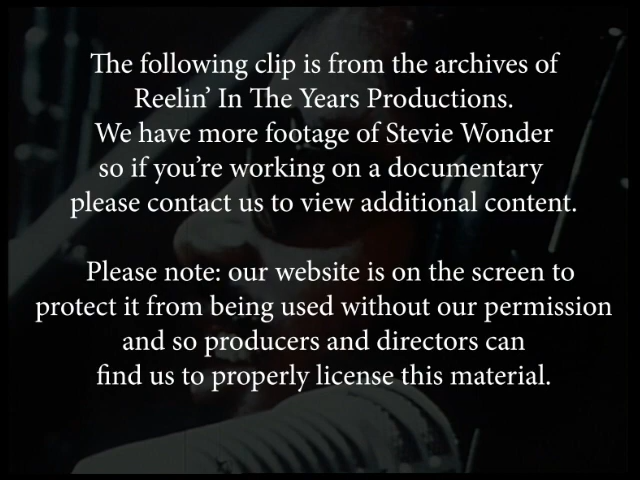 The following clip is from the archives of
Reelin’ In The Years Productions.
We have more footage of Stevie Wonder
so if you’re working on a documentary
please contact us to view additional content.
Please note: our website is on the screen to
protect it from being used without our permission
and so producers and directors can
find us to properly license this material.